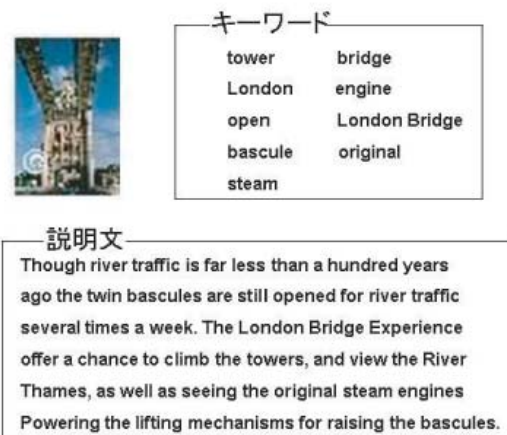 キーワード
tower bridge
London engine
open London Bridge
bascule original
steam
説明文
Though river traffic is far less than a hundred years
ago the twin bascules are still opened for river traffic
several times a week. The London Bridge Experience
offer a chance to climb the towers, and view the River
Thames, as well as seeing the original steam engines
Powering the lifting mechanisms for raising the bascules.